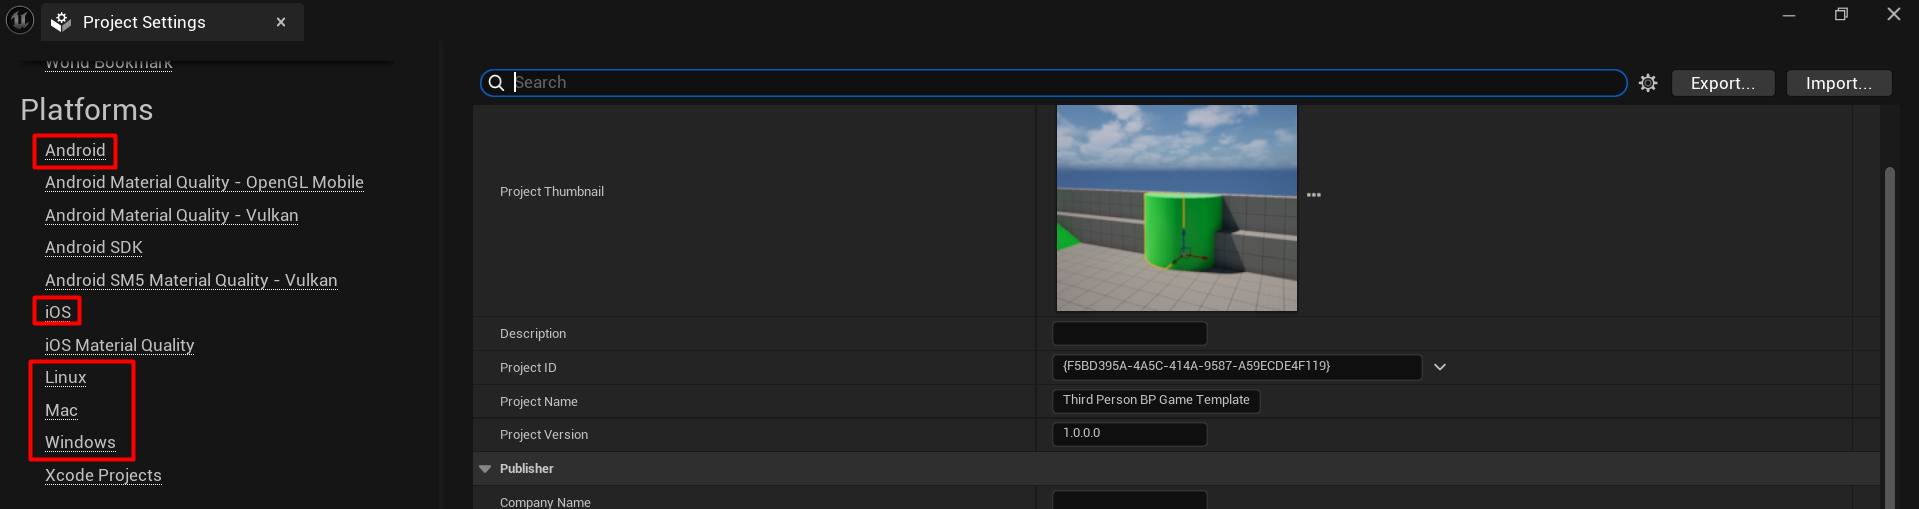 Project Settings
World Bookmark
Platforms
Android
Android Material Quality - OpenGL Mobile
Android Material Quality - Vulkan
Android SDK
Android SM5 Material Quality - Vulkan
iOS
iOS Material Quality
Linux
Mac
Windows
Xcode Projects
Search
Export...
Import...
Project Thumbnail
Description
Project ID
{F5BD395A-4A5C-414A-9587-A59ECDE4F119}
Project Name
Third Person BP Game Template
Project Version
1.0.0.0
Publisher
Company Name